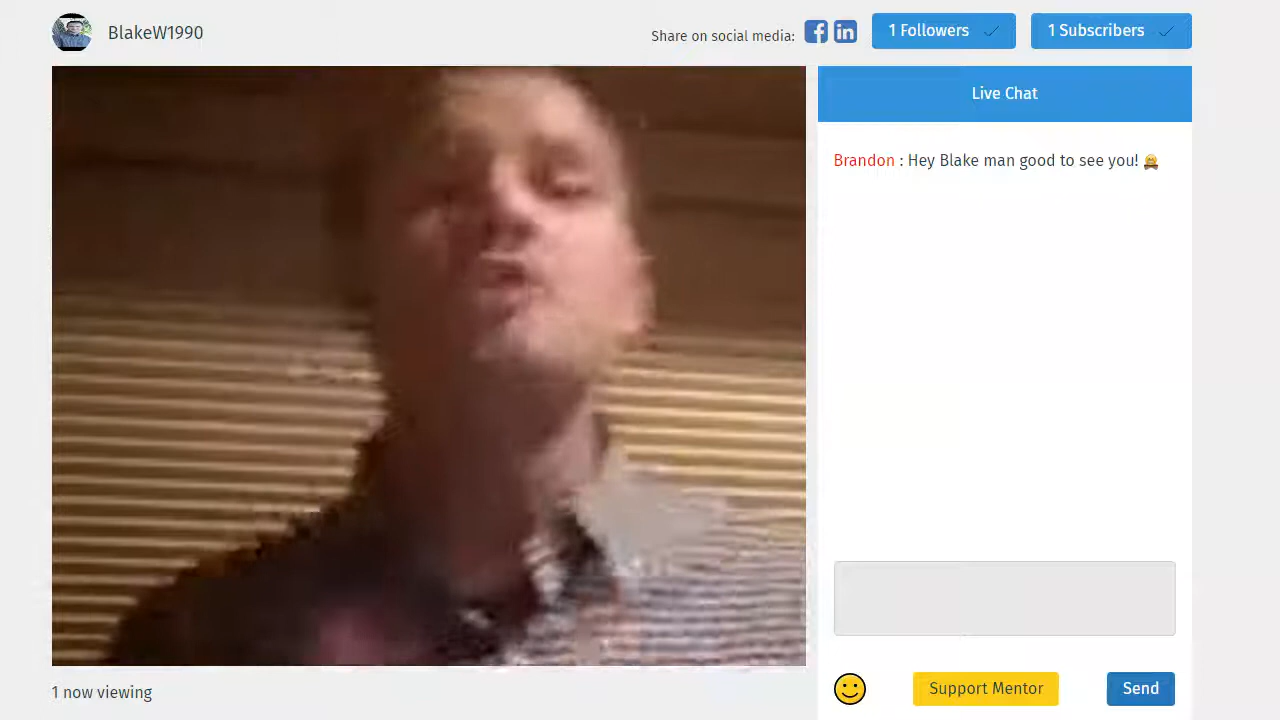 BlakeW1990
Share on social media:
1 Followers
1 Subscribers
Live Chat
Brandon : Hey Blake man good to see you!
Support Mentor
Send
1 now viewing